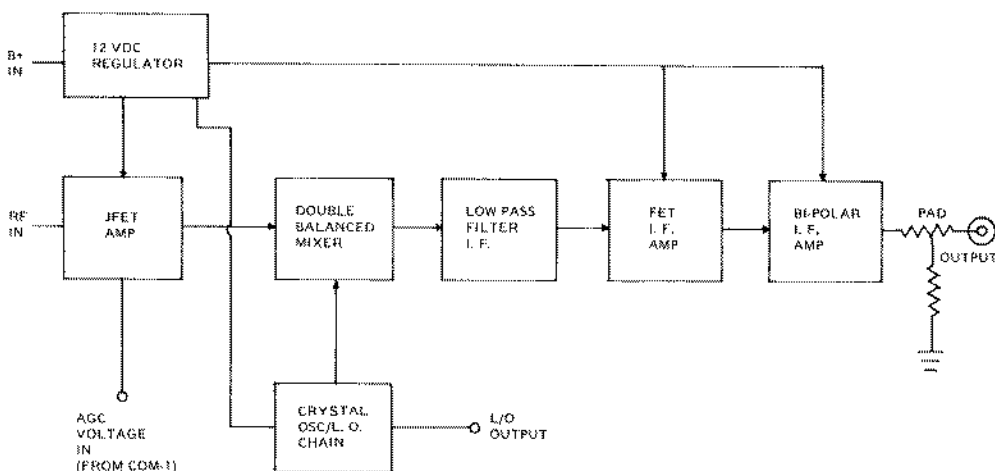 12 VDC
REGULATOR
B+
IN
RF
IN
JFET
AMP
DOUBLE
BALANCED
MIXER
LOW PASS
FILTER
I. F.
FET
I. F.
AMP
BI-POLAR
I. F.
AMP
PAD
OUTPUT
AGC
VOLTAGE
IN
(FROM COM-1)
CRYSTAL
OSC/L. O.
CHAIN
L/O
OUTPUT